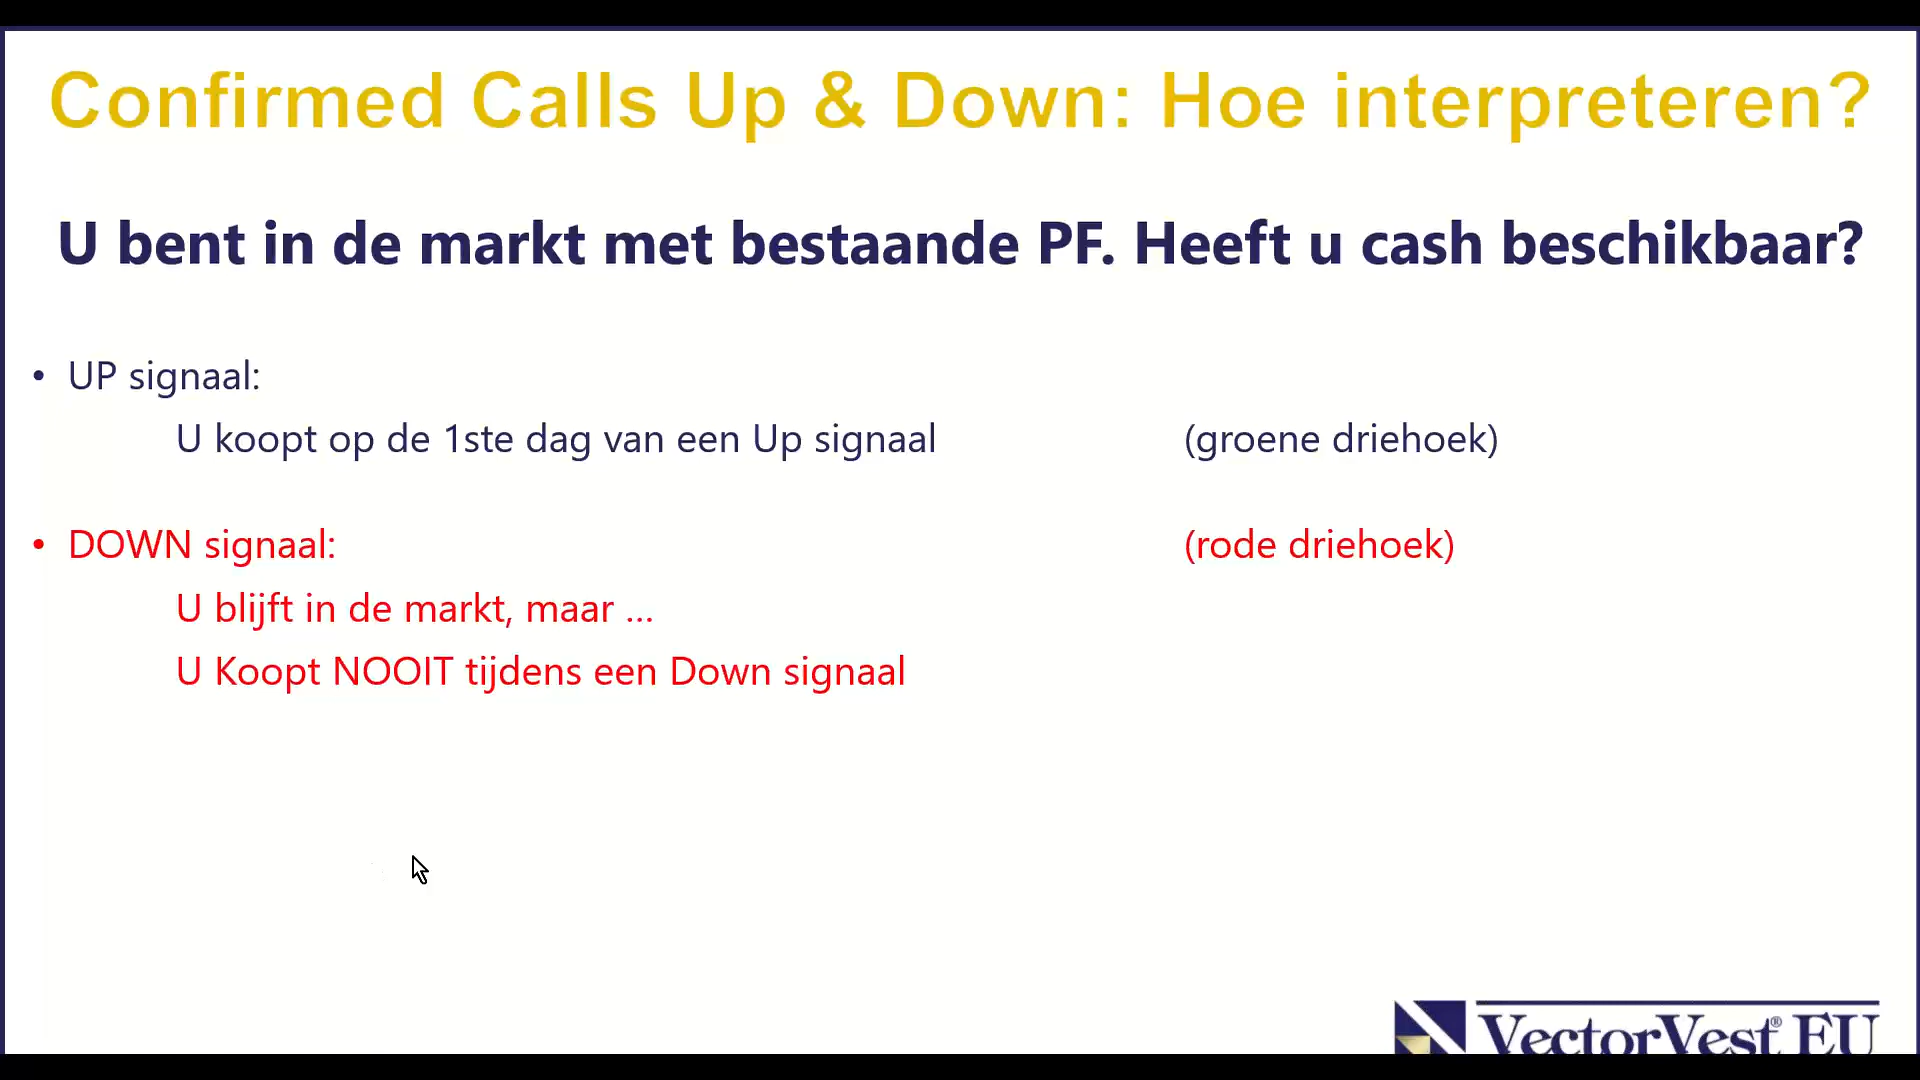 Confirmed Calls Up & Down: Hoe interpreteren?
U bent in de markt met bestaande PF. Heeft u cash beschikbaar?
• UP signaal:
U koopt op de 1ste dag van een Up signaal (groene driehoek)
• DOWN signaal: (rode driehoek)
U blijft in de markt, maar ...
U Koopt NOOIT tijdens een Down signaal
VectorVest® EU